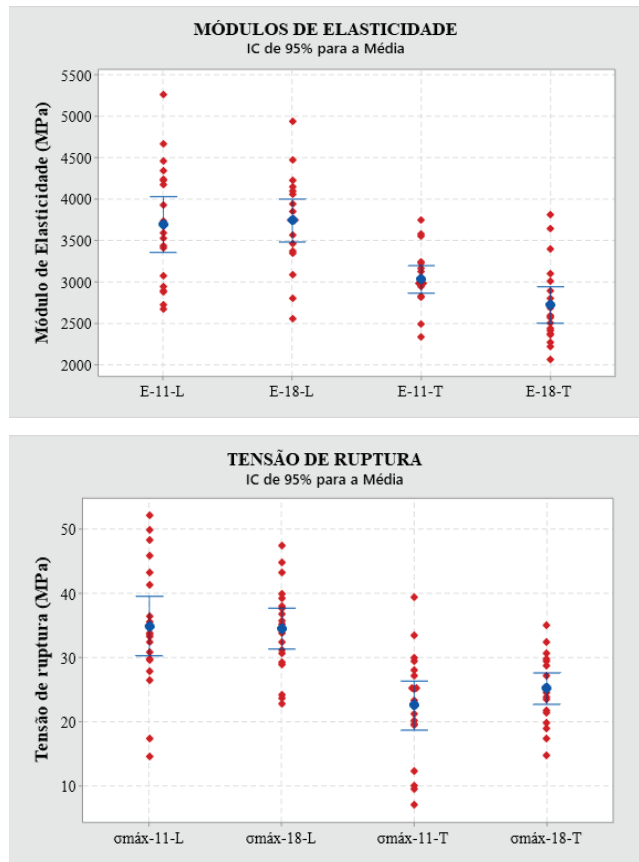 MÓDULOS DE ELASTICIDADE
IC de 95% para a Média
Módulo de Elasticidade (MPa)
5500
5000
4500
4000
3500
3000
2500
2000
E-11-L E-18-L E-11-T E-18-T
TENSÃO DE RUPTURA
IC de 95% para a Média
Tensão de ruptura (MPa)
50
40
30
20
10
σmáx-11-L σmáx-18-L σmáx-11-T σmáx-18-T